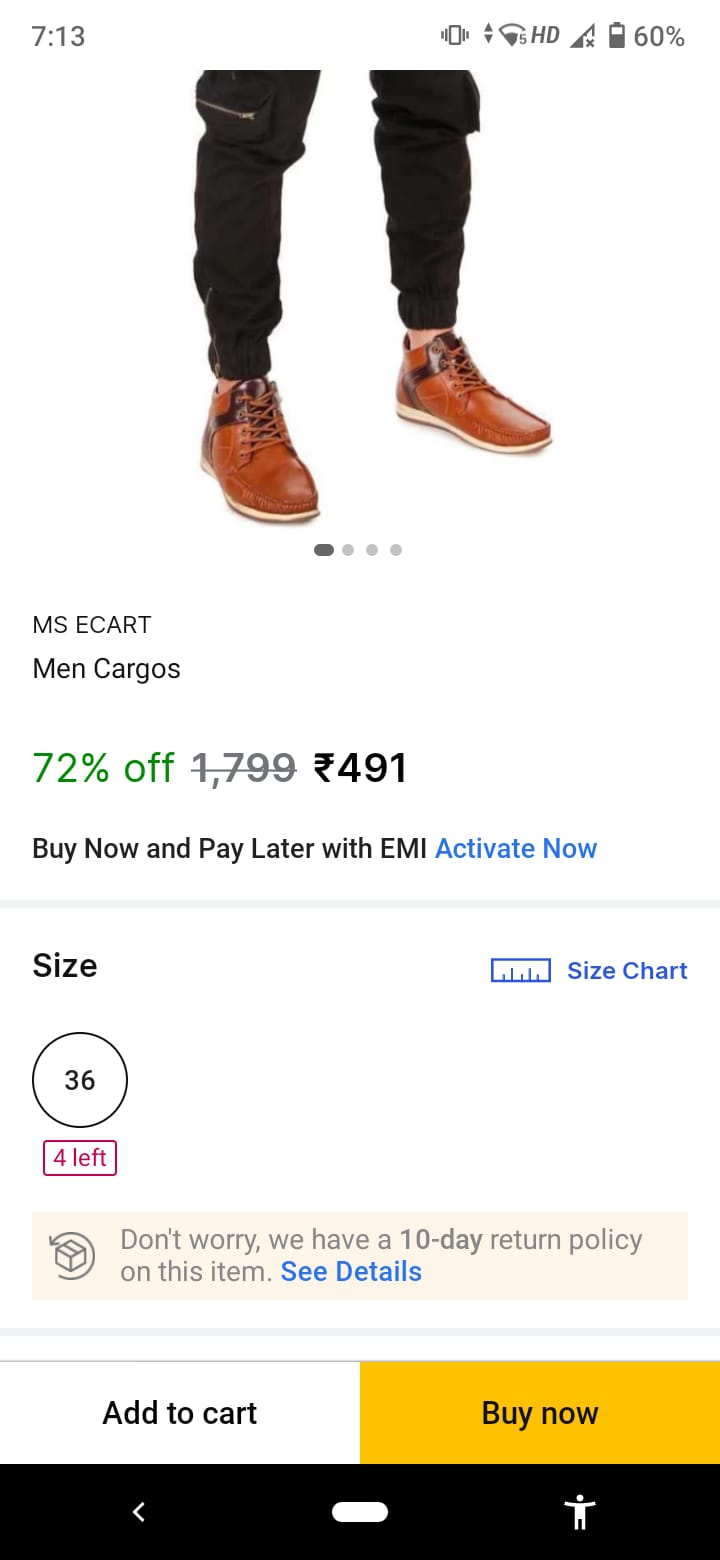 7:13 5 HD 60%
MS ECART
Men Cargos
72% off 1,799 ₹491
Buy Now and Pay Later with EMI Activate Now
Size
Size Chart
36
4 left
Don't worry, we have a 10-day return policy
on this item. See Details
Add to cart
Buy now